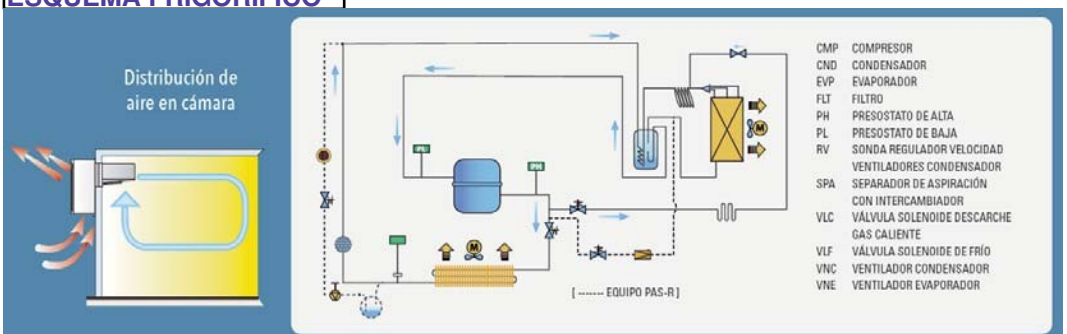 ESQUEMA FRIGORÍFICO
Distribución de
aire en cámara
PL
PH
M
M
[ ------- EQUIPO PAS-R ]
CMP COMPRESOR
CND CONDENSADOR
EVP EVAPORADOR
FLT FILTRO
PH PRESOSTATO DE ALTA
PL PRESOSTATO DE BAJA
RV SONDA REGULADOR VELOCIDAD
VENTILADORES CONDENSADOR
SPA SEPARADOR DE ASPIRACIÓN
CON INTERCAMBIADOR
VLC VÁLVULA SOLENOIDE DESCARCHE
GAS CALIENTE
VLF VÁLVULA SOLENOIDE DE FRÍO
VNC VENTILADOR CONDENSADOR
VNE VENTILADOR EVAPORADOR